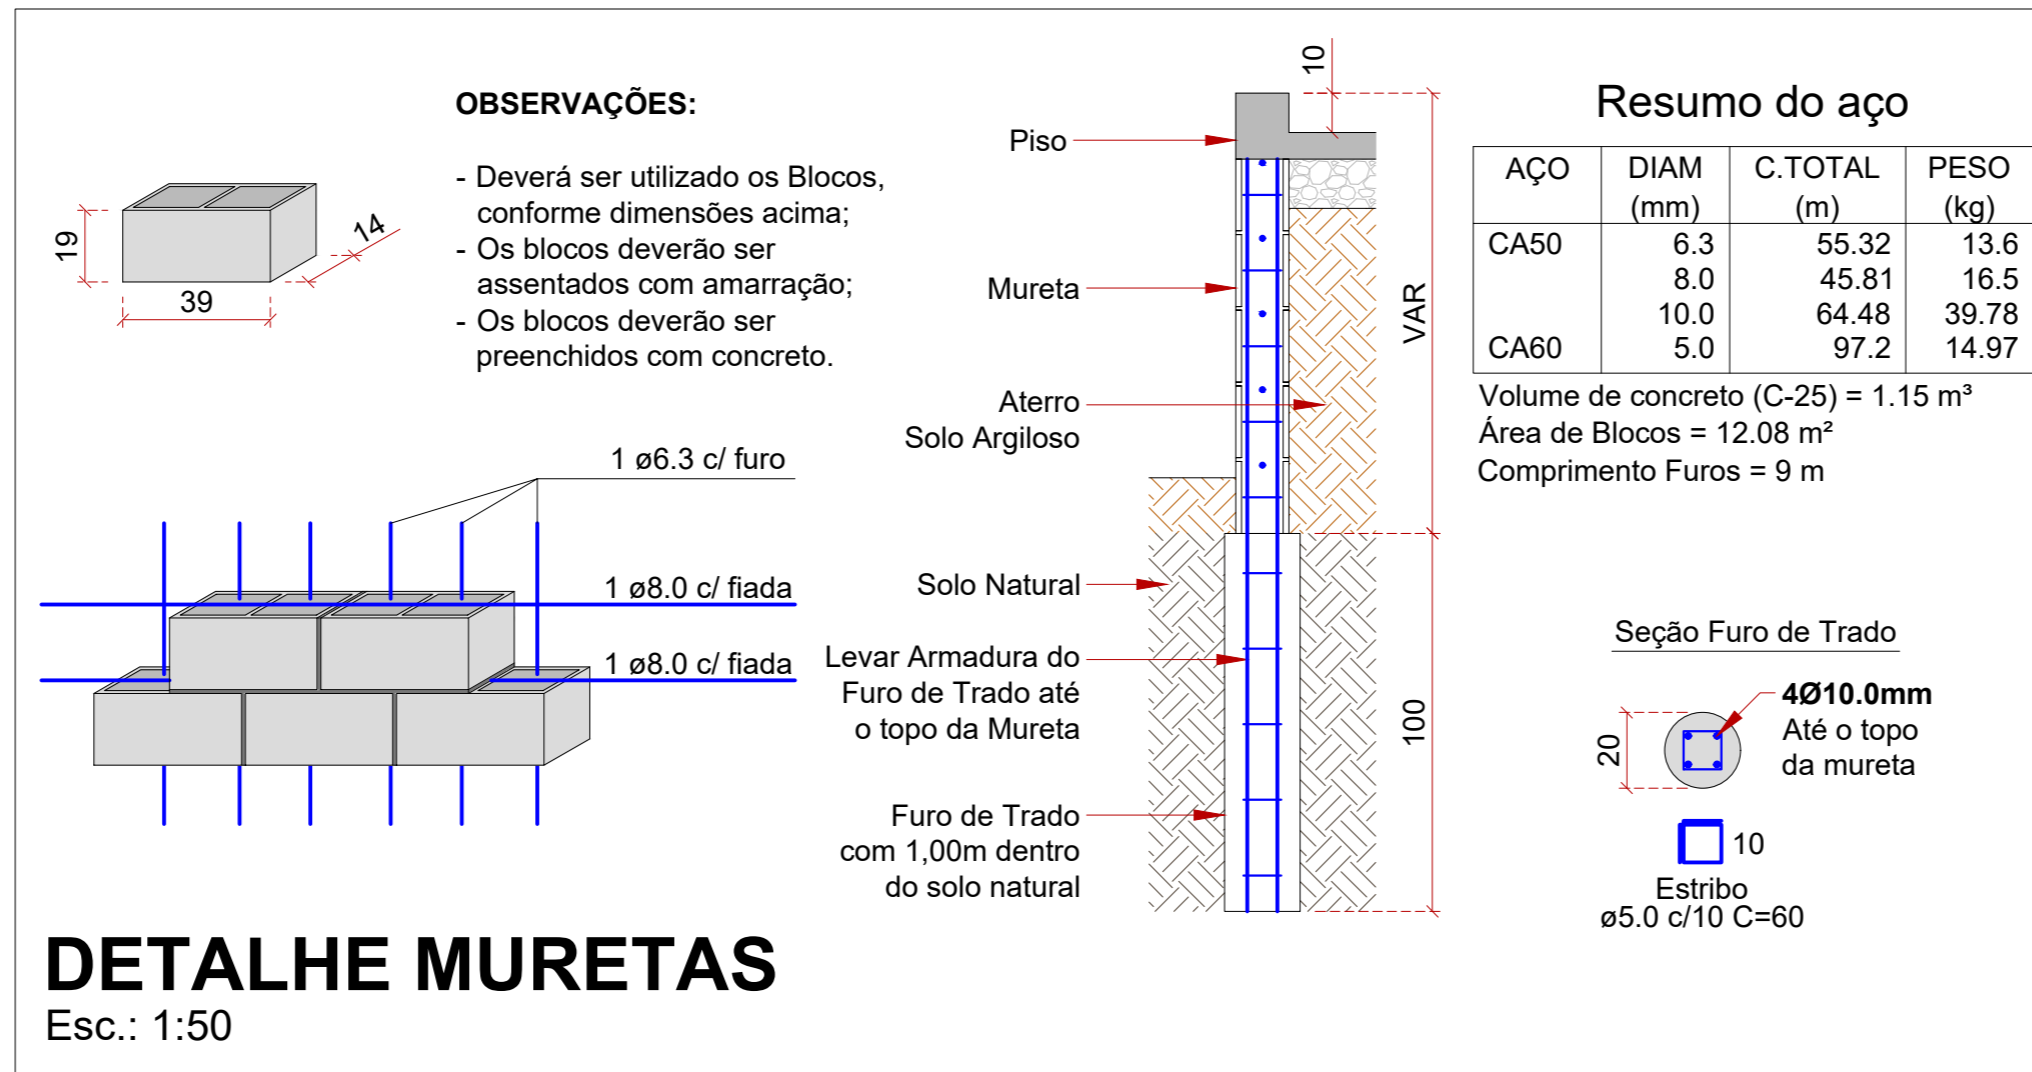 OBSERVAÇÕES:
- Deverá ser utilizado os Blocos,
conforme dimensões acima;
- Os blocos deverão ser
assentados com amarração;
- Os blocos deverão ser
preenchidos com concreto.
19
39
14
1 ø6.3 c/ furo
1 ø8.0 c/ fiada
1 ø8.0 c/ fiada
DETALHE MURETAS
Esc.: 1:50
10
Piso
Mureta
Aterro
Solo Argiloso
Solo Natural
Levar Armadura do
Furo de Trado até
o topo da Mureta
Furo de Trado
com 1,00m dentro
do solo natural
VAR
100
Resumo do aço
AÇO DIAM C.TOTAL PESO
(mm) (m) (kg)
CA50 6.3 55.32 13.6
8.0 45.81 16.5
10.0 64.48 39.78
CA60 5.0 97.2 14.97
Volume de concreto (C-25) = 1.15 m³
Área de Blocos = 12.08 m²
Comprimento Furos = 9 m
Seção Furo de Trado
20
4Ø10.0mm
Até o topo
da mureta
10
Estribo
ø5.0 c/10 C=60